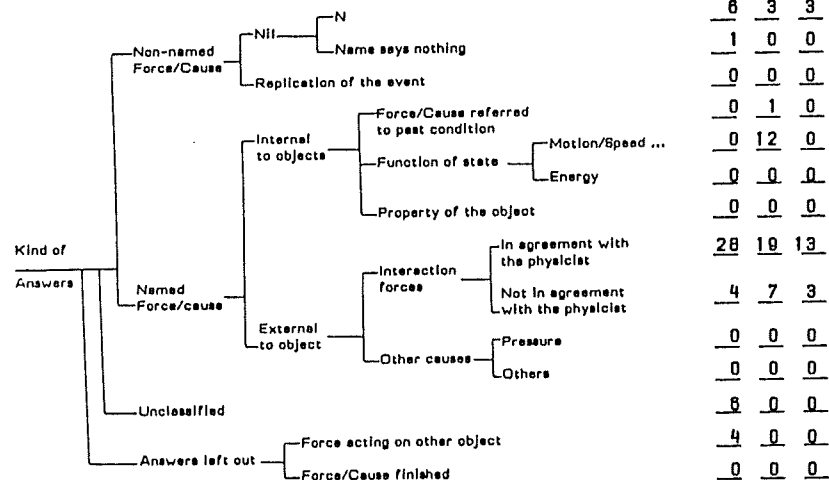 N 6 3 3
Nil
Non-named Name says nothing 1 0 0
Force/Cause
Replication of the event 0 0 0
Force/Cause referred 0 1 0
to past condition
Internal
to objects
Motion/Speed ... 0 12 0
Function of state
Energy 0 0 0
Property of the object 0 0 0
Kind of
Answers
In agreement with 28 19 13
the physicist
Interaction
forces
Named
Force/cause
Not in agreement 4 7 3
with the physicist
External
to object
Pressure 0 0 0
Other causes
Others 0 0 0
Unclassified 6 0 0
Force acting on other object 4 0 0
Answers left out
Force/Cause finished 0 0 0